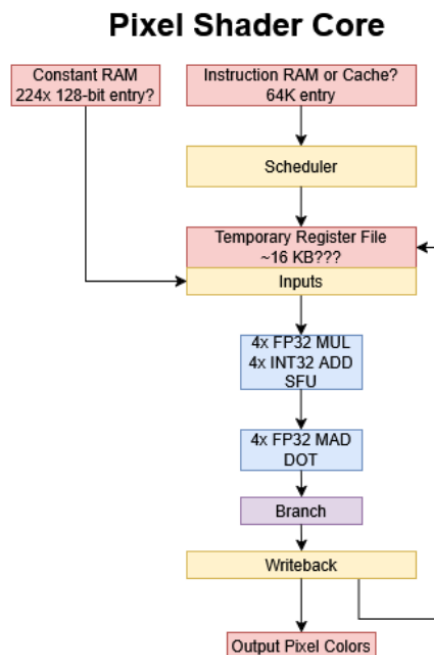 Pixel Shader Core
Constant RAM
224x 128-bit entry?
Instruction RAM or Cache?
64K entry
Scheduler
Temporary Register File
~16 KB???
Inputs
4x FP32 MUL
4x INT32 ADD
SFU
4x FP32 MAD
DOT
Branch
Writeback
Output Pixel Colors